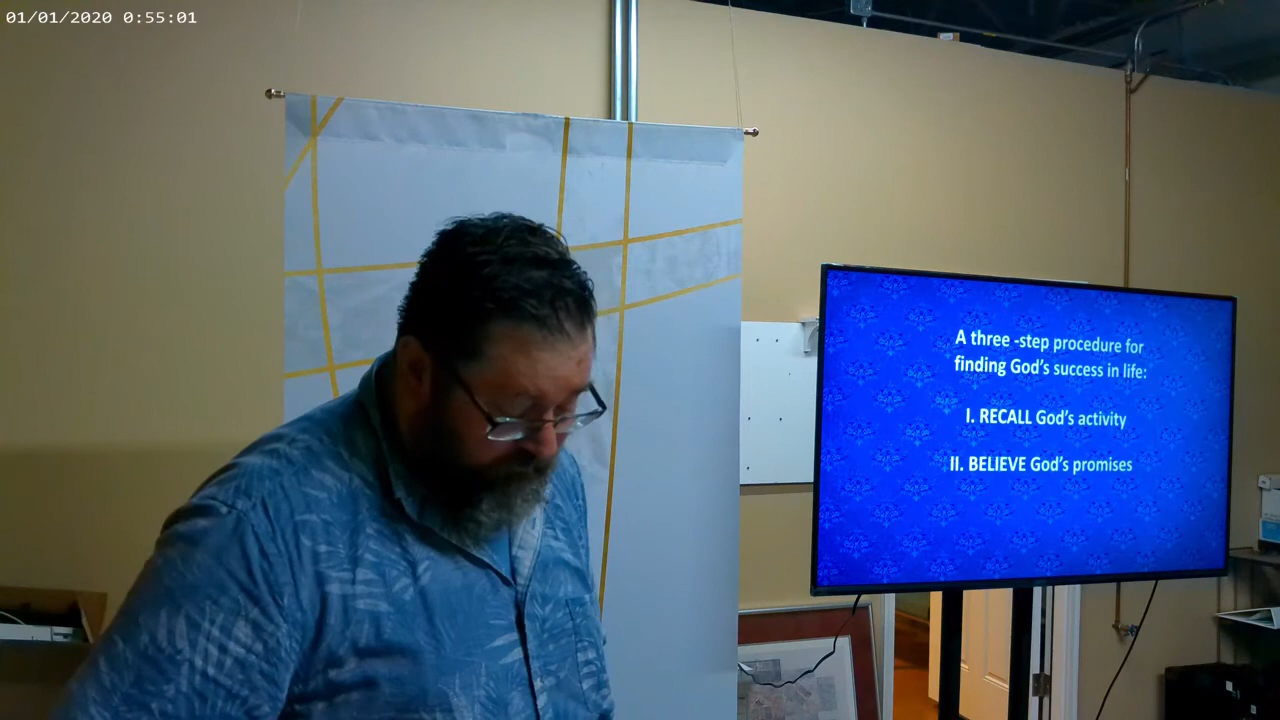 01/01/2020 0:55:01
A three -step procedure for
finding God's success in life:
I. RECALL God's activity
II. BELIEVE God's promises